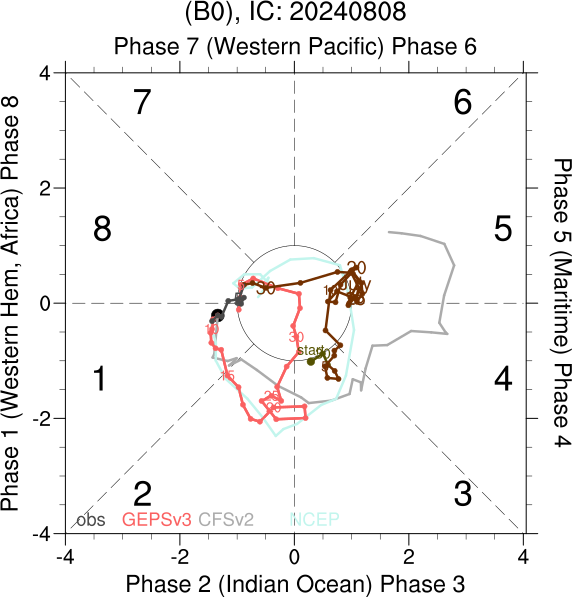 (B0), IC: 20240808
Phase 7 (Western Pacific) Phase 6
Phase 1 (Western Hem, Africa) Phase 8
Phase 5 (Maritime) Phase 4
4
2
0
-2
-4
7
6
8
5
1
4
2
3
30
20
30
start
15
10
obs GEPSv3 CFSv2 NCEP
-4 -2 0 2 4
Phase 2 (Indian Ocean) Phase 3